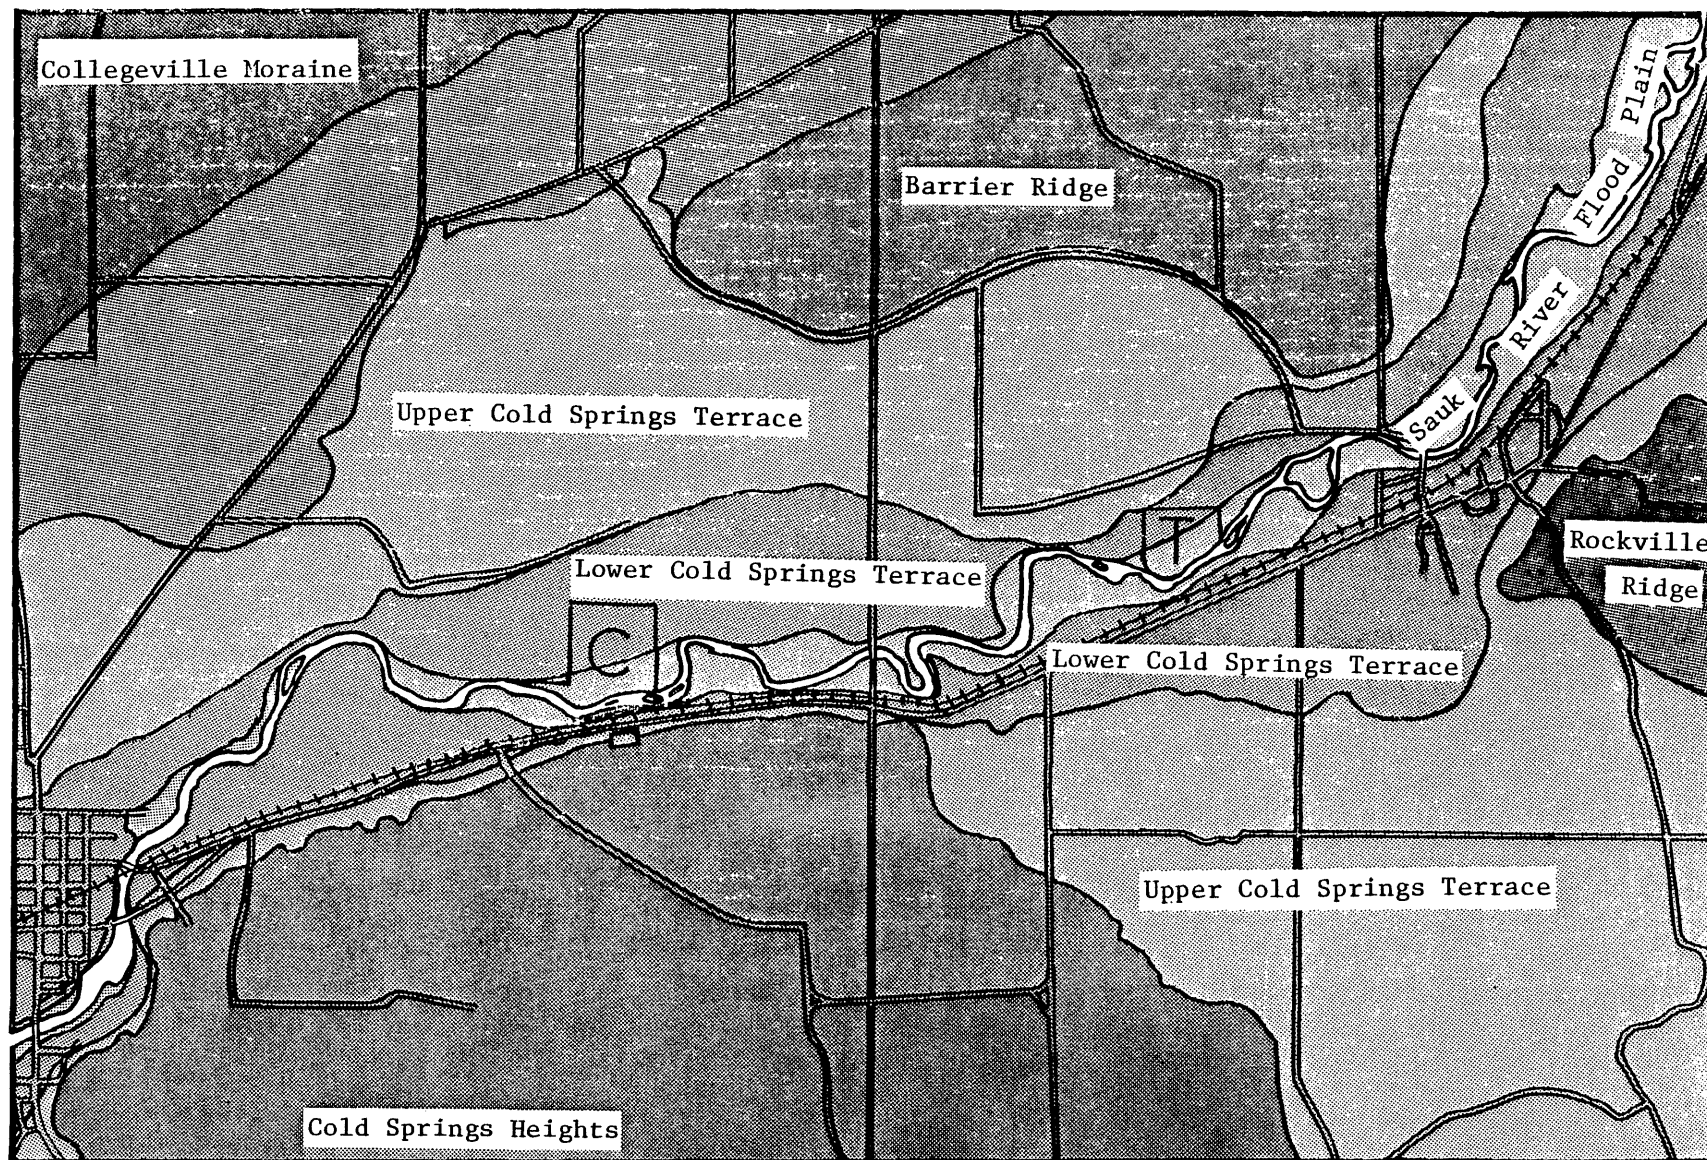 Collegeville Moraine
Barrier Ridge
Sauk River Flood Plain
Upper Cold Springs Terrace
T
Rockville
Ridge
Lower Cold Springs Terrace
C
Lower Cold Springs Terrace
Upper Cold Springs Terrace
Cold Springs Heights